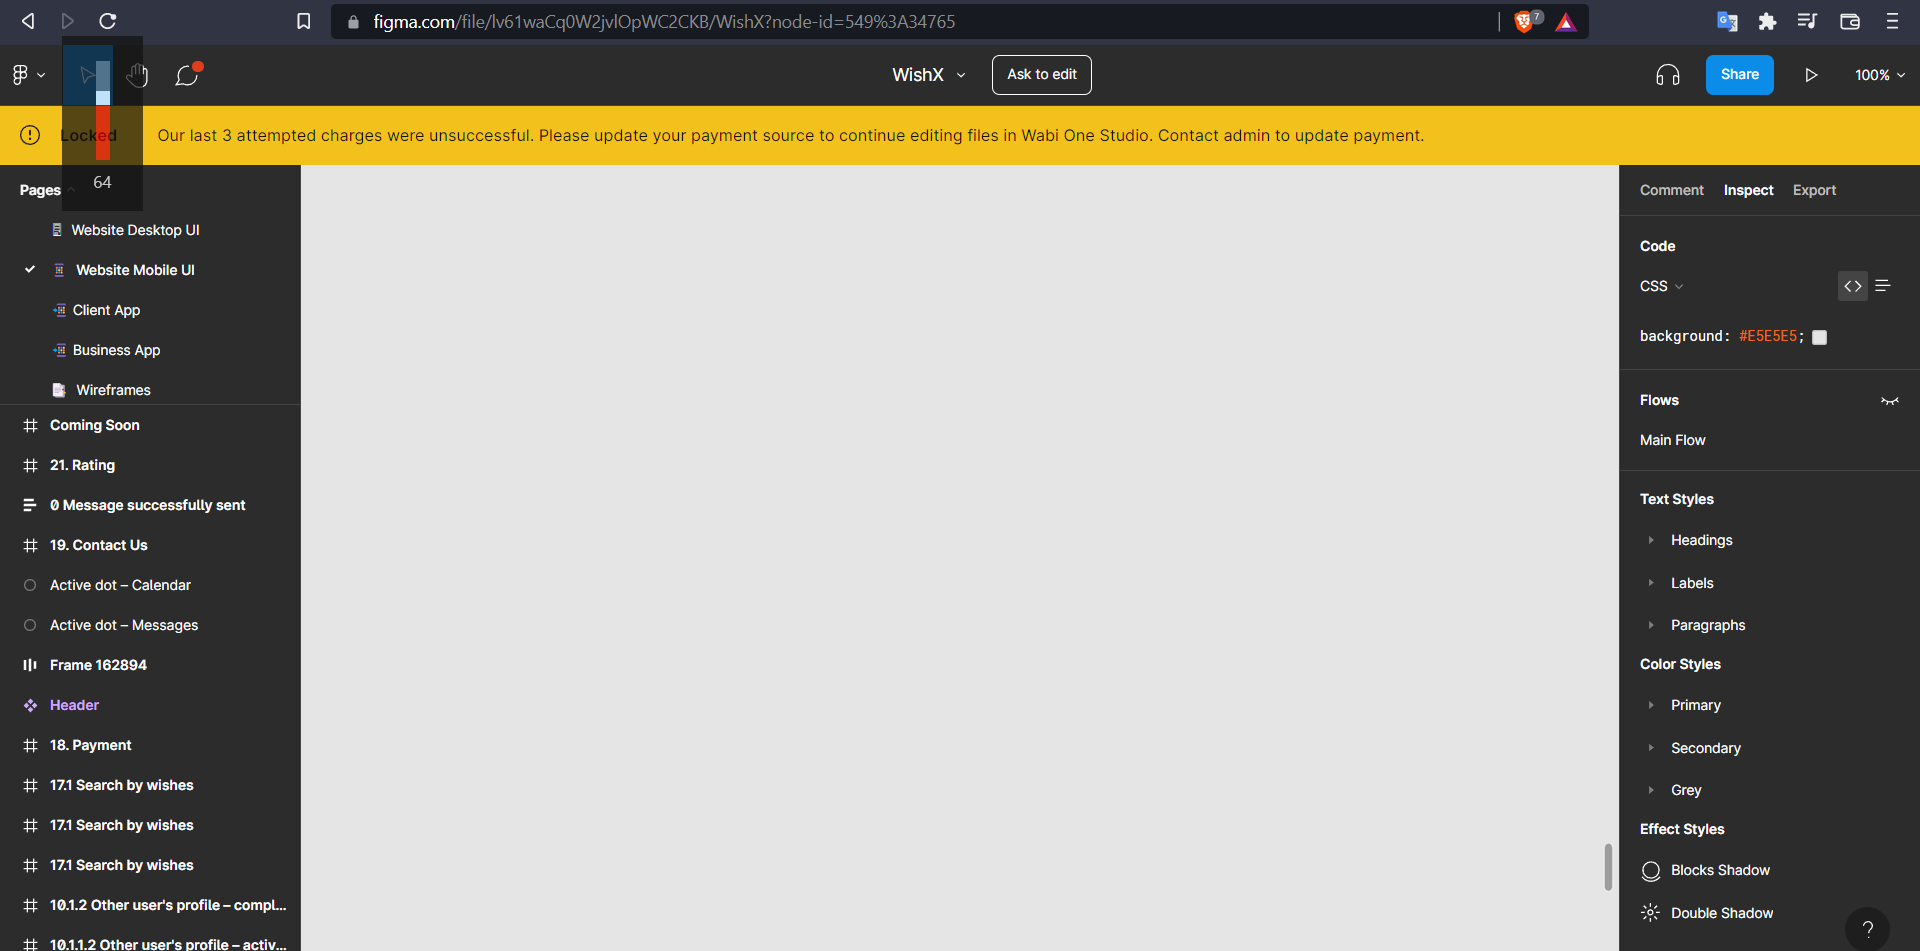 figma.com/file/lv61waCq0W2jvlOpWC2CKB/WishX?node-id=549%3A34765
7
WishX
Ask to edit
Share
100%
Locked
Our last 3 attempted charges were unsuccessful. Please update your payment source to continue editing files in Wabi One Studio. Contact admin to update payment.
64
Pages
Website Desktop UI
Website Mobile UI
Client App
Business App
Wireframes
Coming Soon
21. Rating
0 Message successfully sent
19. Contact Us
Active dot – Calendar
Active dot – Messages
Frame 162894
Header
18. Payment
17.1 Search by wishes
17.1 Search by wishes
17.1 Search by wishes
10.1.2 Other user's profile – compl...
10.1.1.2 Other user's profile – activ...
Comment Inspect Export
Code
CSS
background: #E5E5E5;
Flows
Main Flow
Text Styles
Headings
Labels
Paragraphs
Color Styles
Primary
Secondary
Grey
Effect Styles
Blocks Shadow
Double Shadow
?